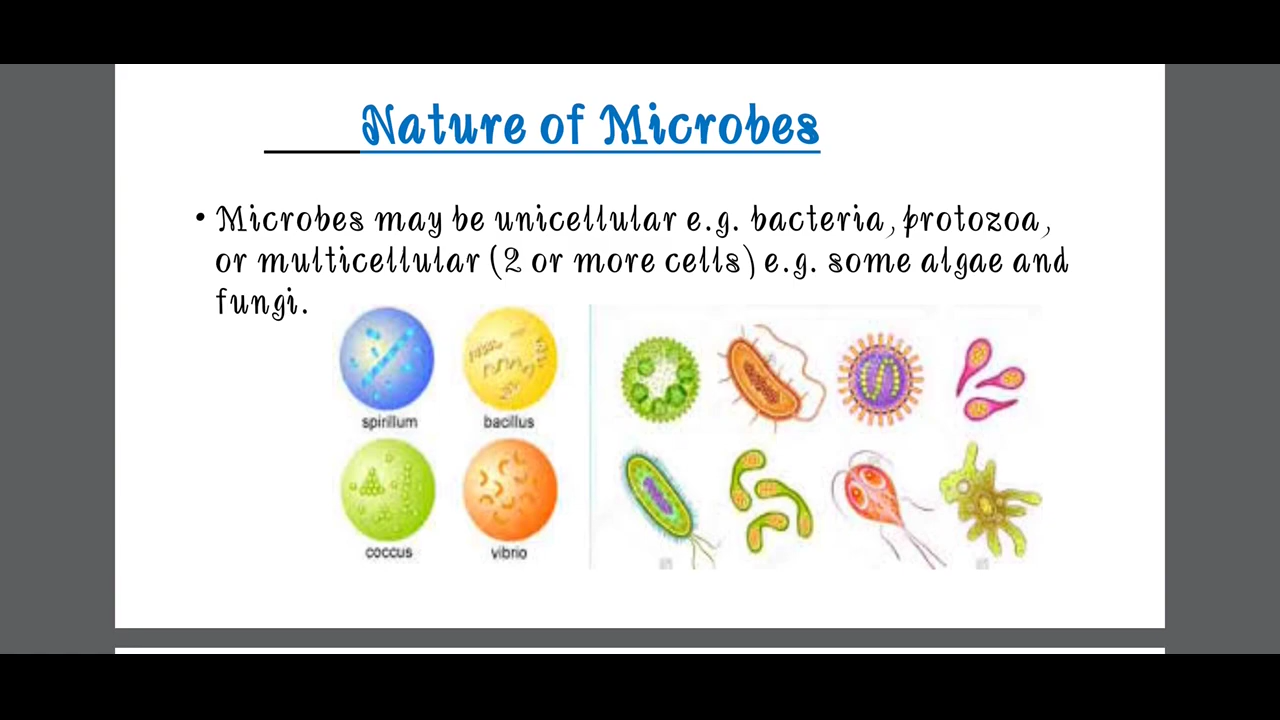 Nature of Microbes
• Microbes may be unicellular e.g. bacteria, protozoa,
or multicellular (2 or more cells) e.g. some algae and
fungi.
spirillum
bacillus
coccus
vibrio